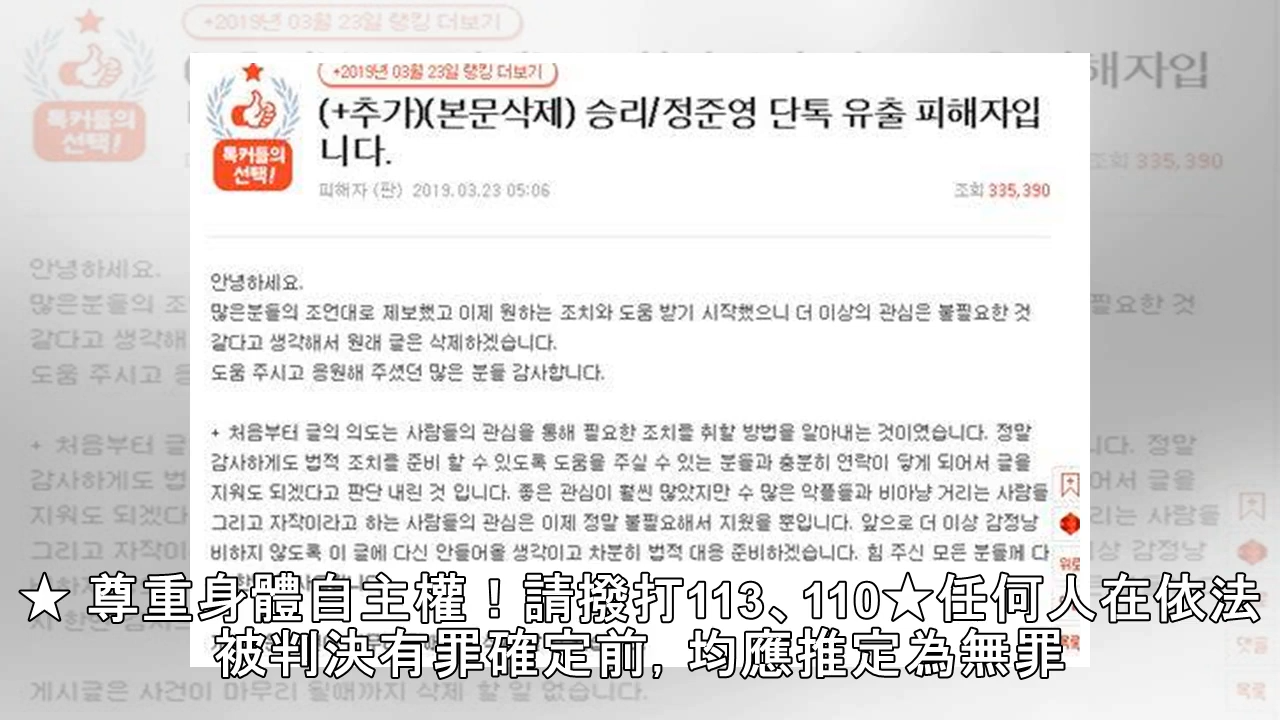 +2019년 03월 23일 랭킹 더보기
톡커들의
선택!
(+추가)(본문삭제) 승리/정준영 단톡 유출 피해자입
니다.
피해자 (판) 2019.03.23 05:06
조회 335,390
안녕하세요.
많은분들의 조언대로 제보했고 이제 원하는 조치와 도움 받기 시작했으니 더 이상의 관심은 불필요한 것
같다고 생각해서 원래 글은 삭제하겠습니다.
도움 주시고 응원해 주셨던 많은 분들 감사합니다.
+ 처음부터 글의 의도는 사람들의 관심을 통해 필요한 조치를 취할 방법을 알아내는 것이였습니다. 정말
감사하게도 법적 조치를 준비 할 수 있도록 도움을 주실 수 있는 분들과 충분히 연락이 닿게 되어서 글을
지워도 되겠다고 판단 내린 것 입니다. 좋은 관심이 훨씬 많았지만 수 많은 악플들과 비아냥 거리는 사람들
그리고 자작이라고 하는 사람들의 관심은 이제 정말 불필요해서 지웠을 뿐입니다. 앞으로 더 이상 감정낭
비하지 않도록 이 글에 다신 안들어올 생각이고 차분히 법적 대응 준비하겠습니다. 힘 주신 모든 분들께 다
위로
★ 尊重身體自主權！請撥打113、110★任何人在依法
被判決有罪確定前, 均應推定為無罪
목록
게시글은 사건이 마무리 될때까지 삭제 할 일 없습니다.
댓글
목록